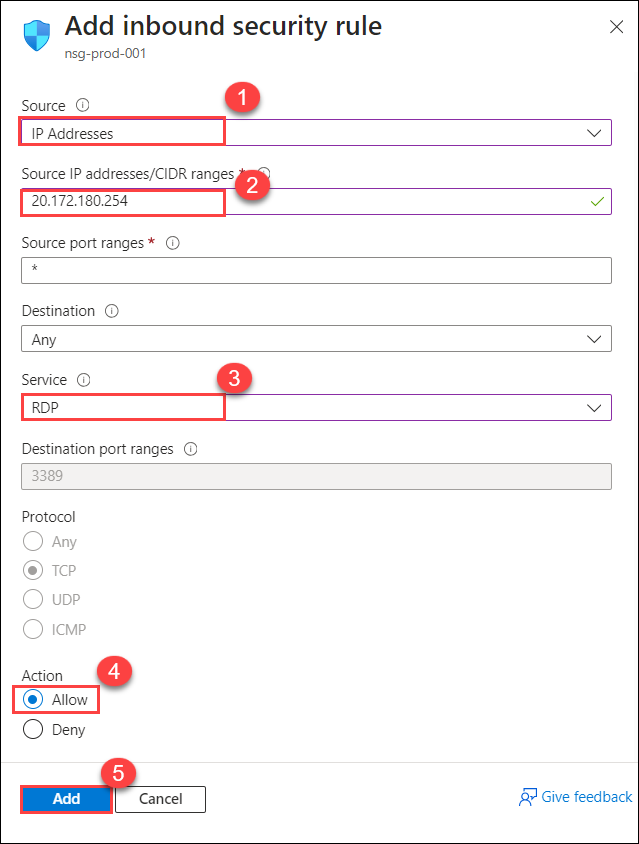 Add inbound security rule
nsg-prod-001
Source
1
IP Addresses
Source IP addresses/CIDR ranges *
2
20.172.180.254
Source port ranges *
*
Destination
Any
Service
3
RDP
Destination port ranges
3389
Protocol
Any
TCP
UDP
ICMP
Action
4
Allow
Deny
5
Add
Cancel
Give feedback